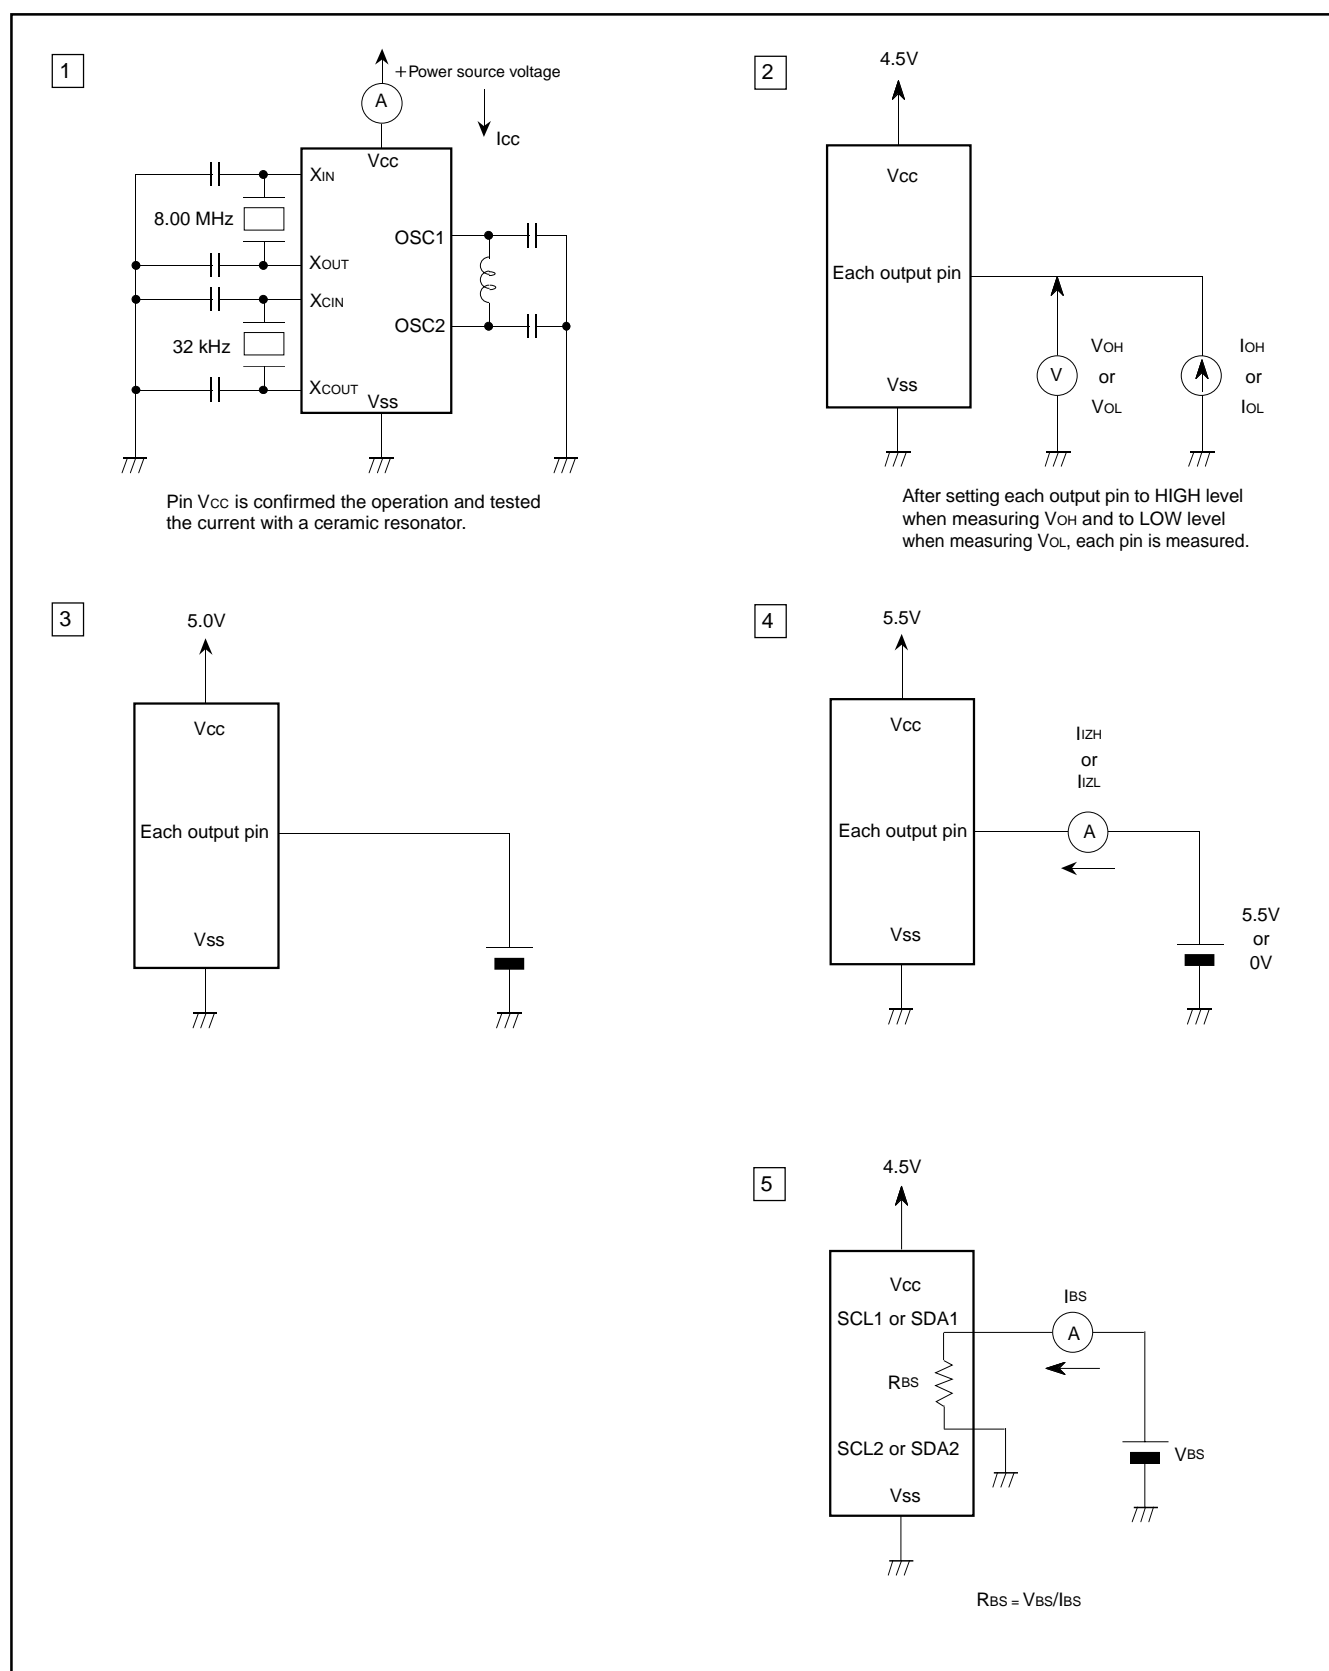 1
+Power source voltage
A
Icc
Vcc
XIN
8.00 MHz
OSC1
XOUT
XCIN
OSC2
32 kHz
XCOUT
Vss
Pin VCC is confirmed the operation and tested
the current with a ceramic resonator.
2
4.5V
Vcc
Each output pin
VOH
or
VOL
V
IOH
or
IOL
Vss
After setting each output pin to HIGH level
when measuring VOH and to LOW level
when measuring VOL, each pin is measured.
3
5.0V
Vcc
Each output pin
Vss
4
5.5V
Vcc
IIZH
or
IIZL
Each output pin
A
Vss
5.5V
or
0V
5
4.5V
Vcc
IBS
SCL1 or SDA1
A
RBS
SCL2 or SDA2
VBS
Vss
RBS = VBS/IBS